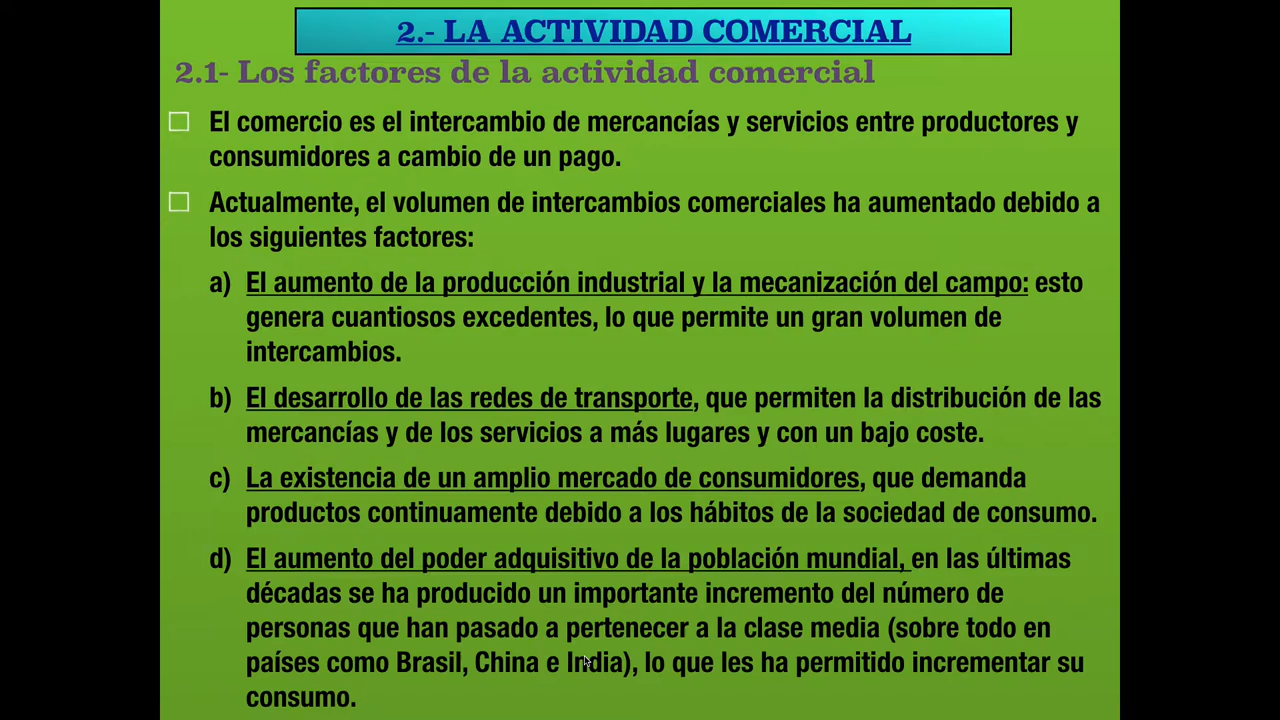 2.- LA ACTIVIDAD COMERCIAL
2.1- Los factores de la actividad comercial
El comercio es el intercambio de mercancías y servicios entre productores y
consumidores a cambio de un pago.
Actualmente, el volumen de intercambios comerciales ha aumentado debido a
los siguientes factores:
a) El aumento de la producción industrial y la mecanización del campo: esto
genera cuantiosos excedentes, lo que permite un gran volumen de
intercambios.
b) El desarrollo de las redes de transporte, que permiten la distribución de las
mercancías y de los servicios a más lugares y con un bajo coste.
c) La existencia de un amplio mercado de consumidores, que demanda
productos continuamente debido a los hábitos de la sociedad de consumo.
d) El aumento del poder adquisitivo de la población mundial, en las últimas
décadas se ha producido un importante incremento del número de
personas que han pasado a pertenecer a la clase media (sobre todo en
países como Brasil, China e India), lo que les ha permitido incrementar su
consumo.